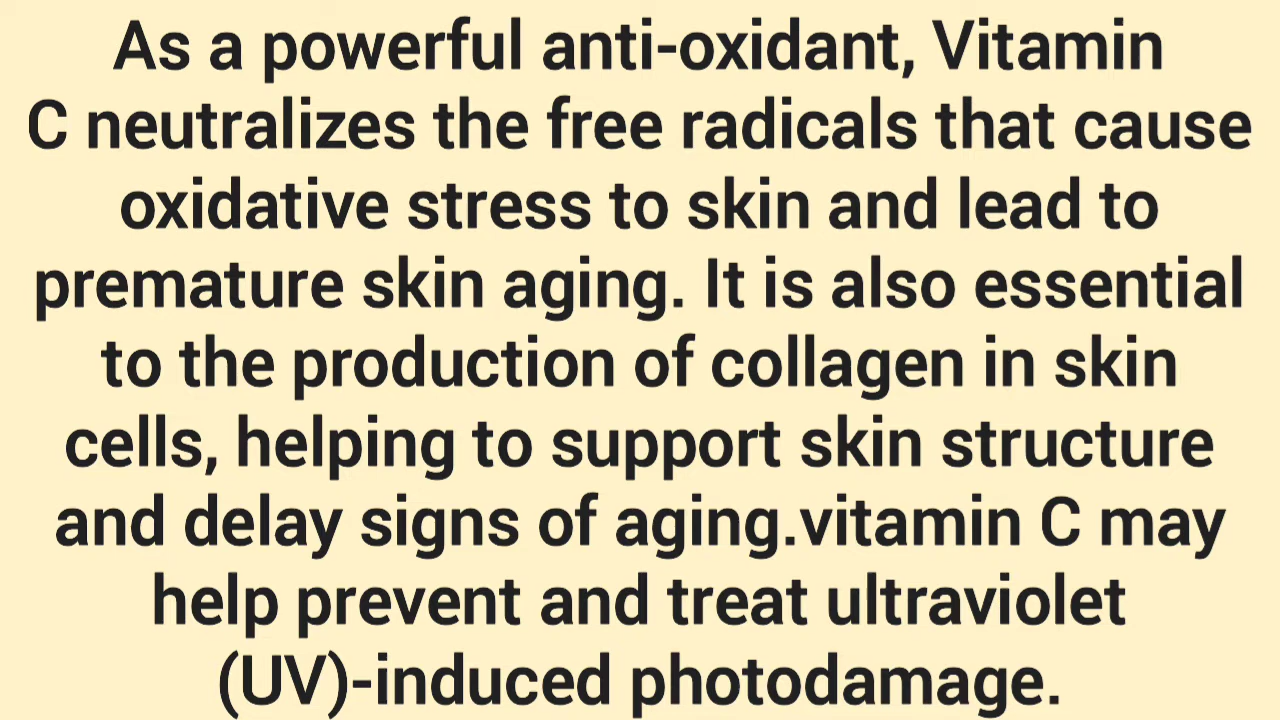 As a powerful anti-oxidant, Vitamin
C neutralizes the free radicals that cause
oxidative stress to skin and lead to
premature skin aging. It is also essential
to the production of collagen in skin
cells, helping to support skin structure
and delay signs of aging.vitamin C may
help prevent and treat ultraviolet
(UV)-induced photodamage.